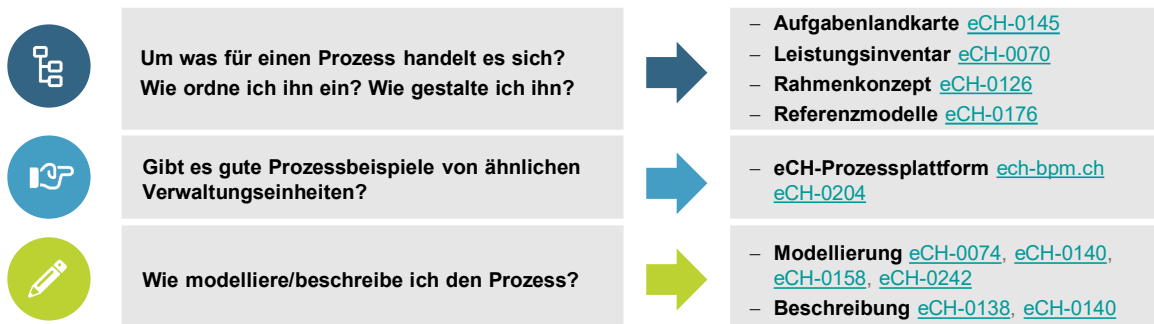 Um was für einen Prozess handelt es sich?
Wie ordne ich ihn ein? Wie gestalte ich ihn?
– Aufgabenlandkarte eCH-0145
– Leistungsinventar eCH-0070
– Rahmenkonzept eCH-0126
– Referenzmodelle eCH-0176
Gibt es gute Prozessbeispiele von ähnlichen
Verwaltungseinheiten?
– eCH-Prozessplattform ech-bpm.ch
eCH-0204
Wie modelliere/beschreibe ich den Prozess?
– Modellierung eCH-0074, eCH-0140,
eCH-0158, eCH-0242
– Beschreibung eCH-0138, eCH-0140